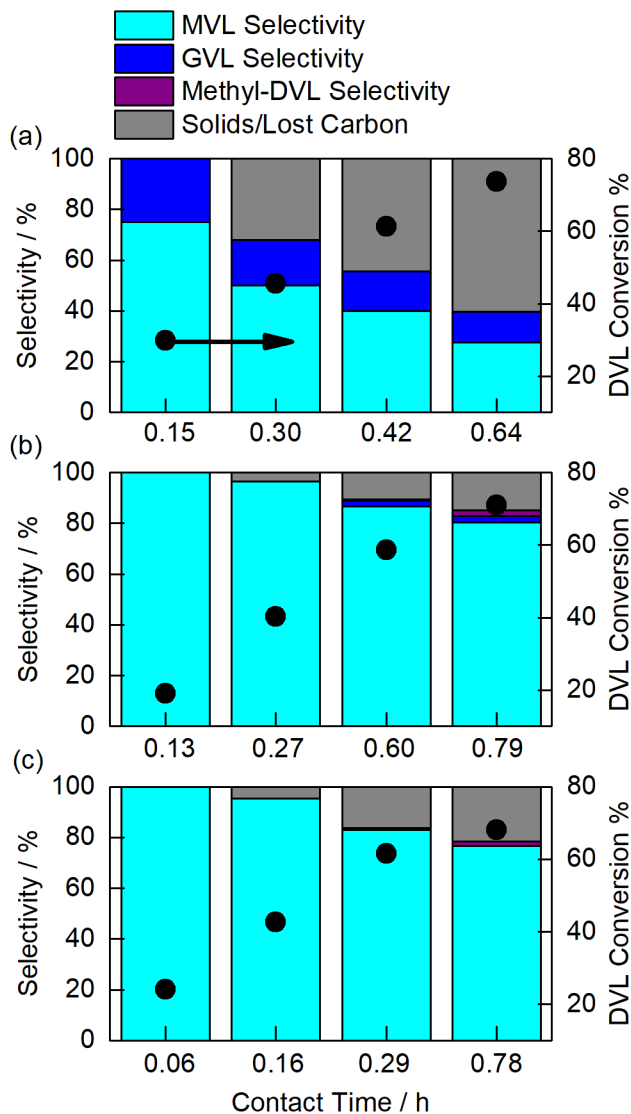 MVL Selectivity
GVL Selectivity
Methyl-DVL Selectivity
Solids/Lost Carbon
(a)
100 80
80
60
60
40
40
20
20
0
Selectivity / %
DVL Conversion %
0.15 0.30 0.42 0.64
(b)
100 80
80
60
60
40
40
20
20
0
Selectivity / %
DVL Conversion %
0.13 0.27 0.60 0.79
(c)
100 80
80
60
60
40
40
20
20
0
Selectivity / %
DVL Conversion %
0.06 0.16 0.29 0.78
Contact Time / h